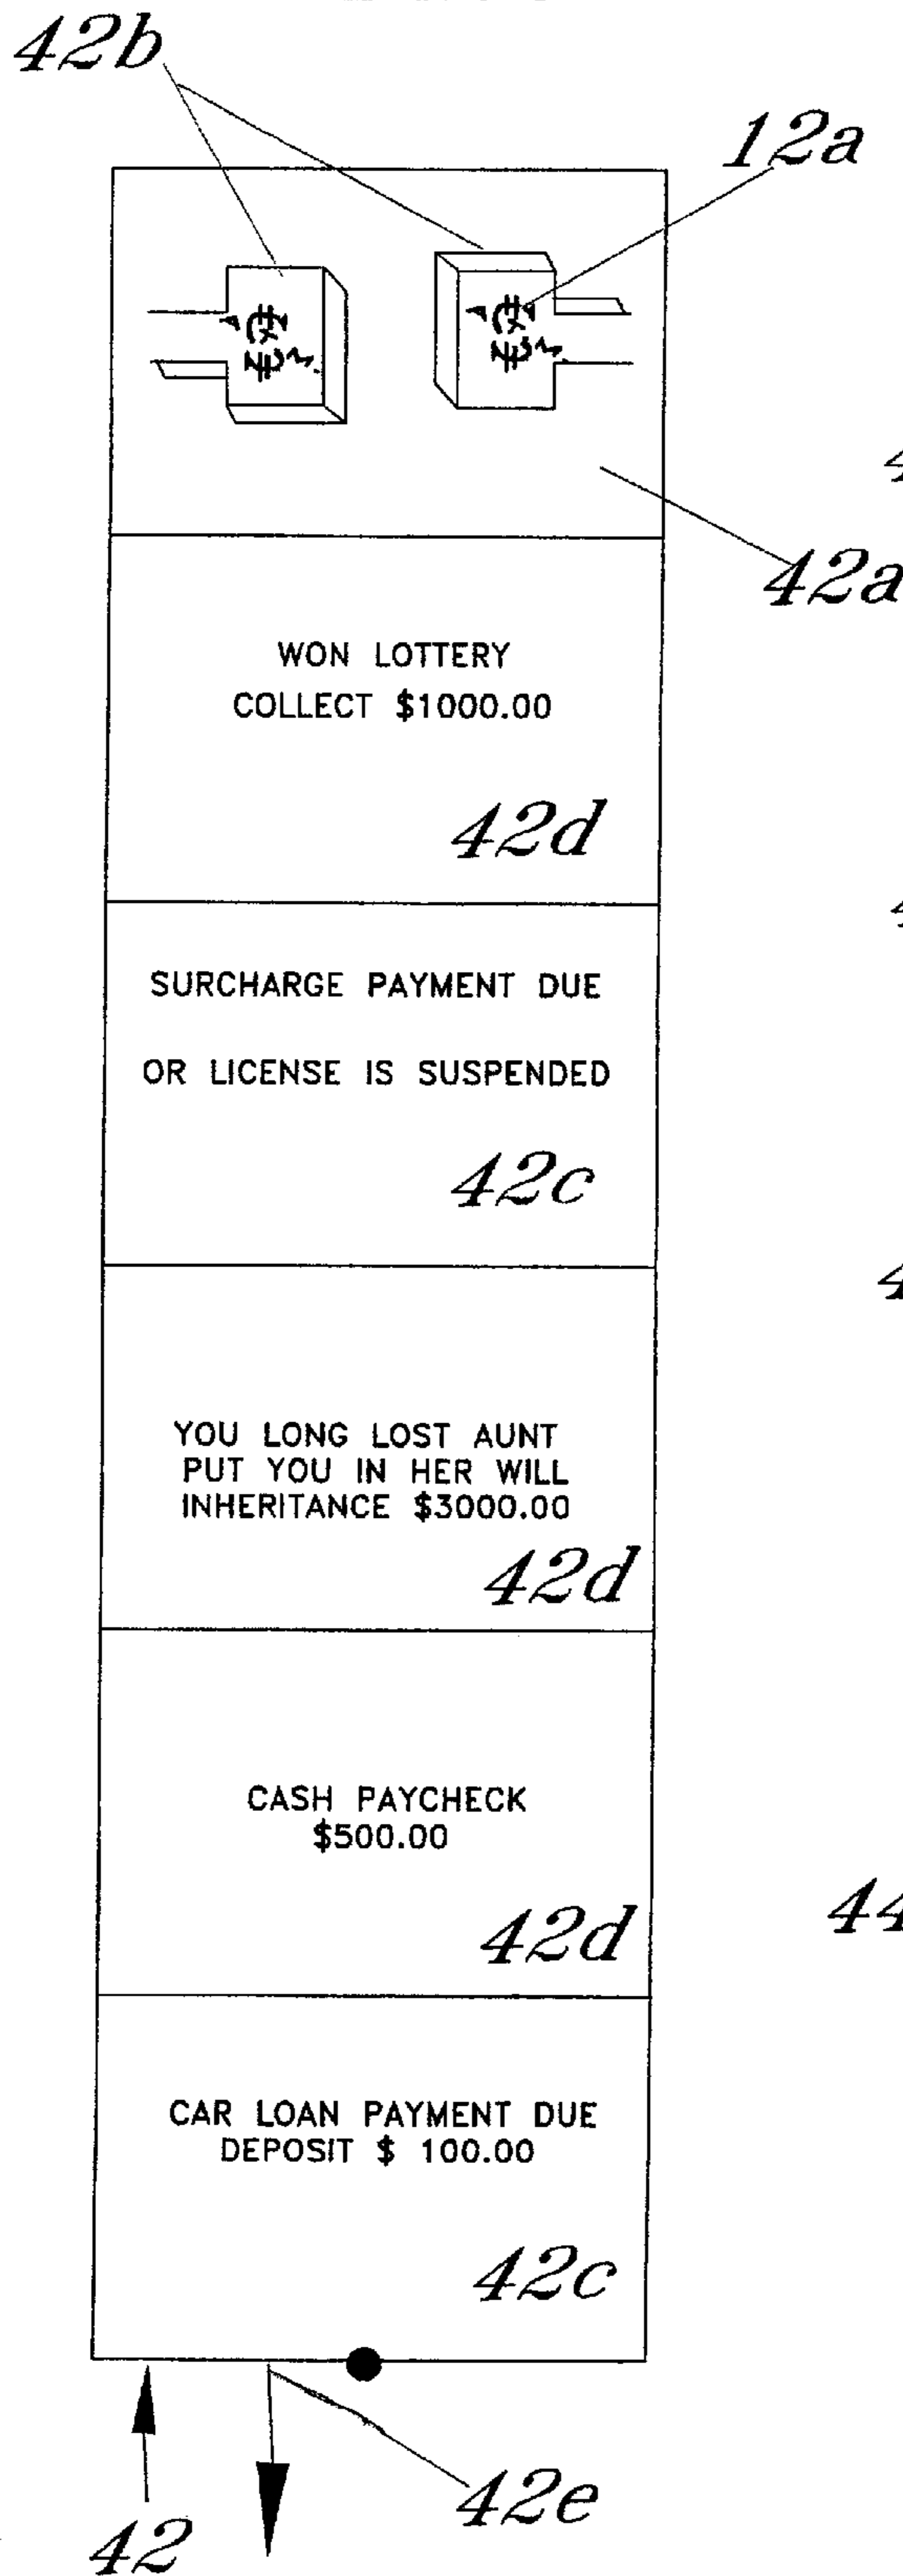 42b
12a
42a
WON LOTTERY
COLLECT $1000.00
42d
SURCHARGE PAYMENT DUE
OR LICENSE IS SUSPENDED
42c
YOU LONG LOST AUNT
PUT YOU IN HER WILL
INHERITANCE $3000.00
42d
CASH PAYCHECK
$500.00
42d
44
CAR LOAN PAYMENT DUE
DEPOSIT $ 100.00
42c
42e
42